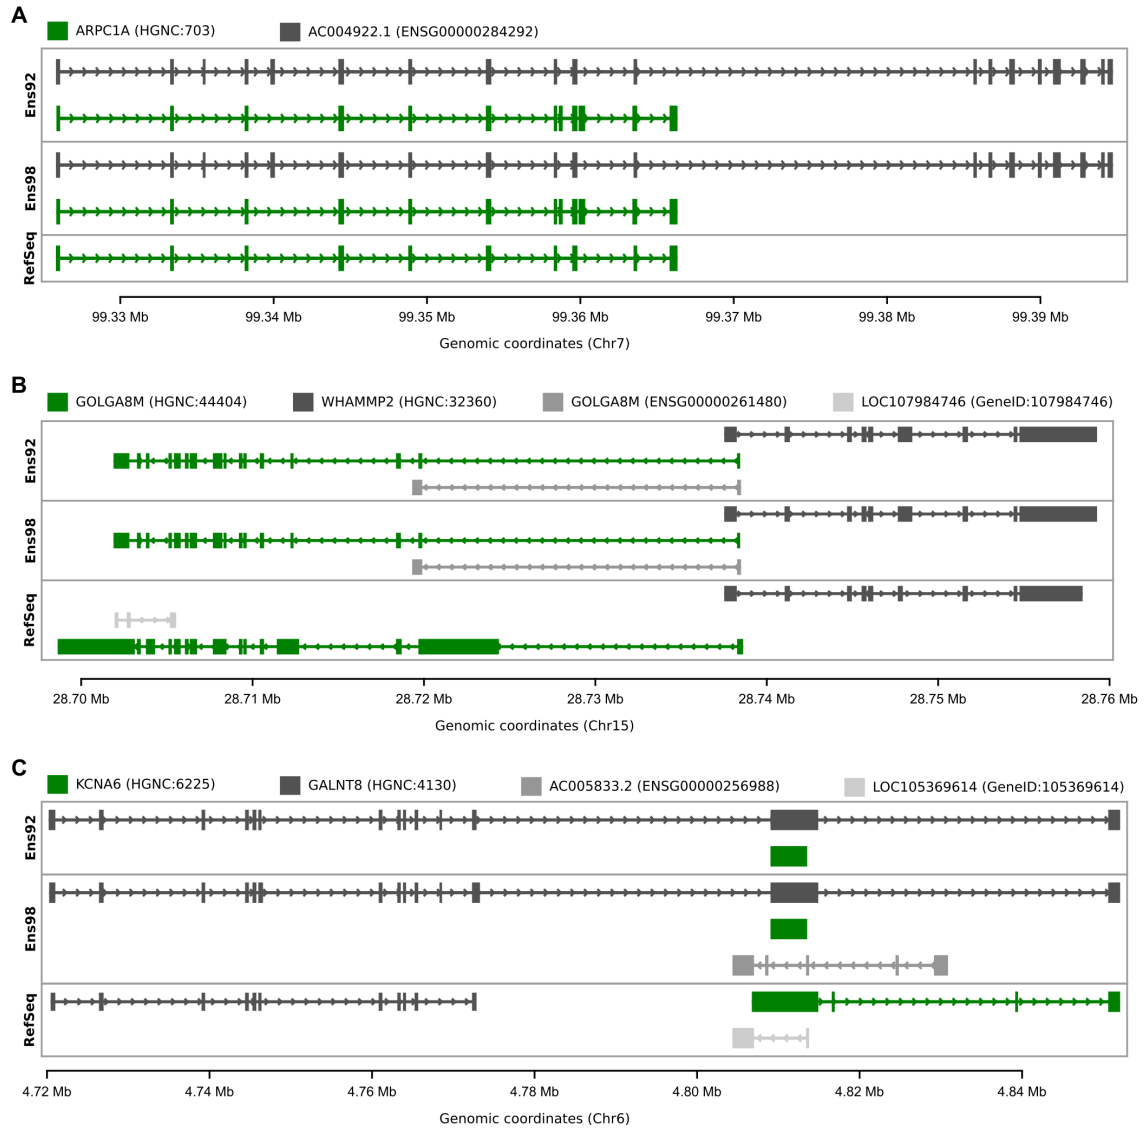 A
ARPC1A (HGNC:703) AC004922.1 (ENSG00000284292)
Ens92
Ens98
RefSeq
99.33 Mb 99.34 Mb 99.35 Mb 99.36 Mb 99.37 Mb 99.38 Mb 99.39 Mb
Genomic coordinates (Chr7)
B
GOLGA8M (HGNC:44404) WHAMMP2 (HGNC:32360) GOLGA8M (ENSG00000261480) LOC107984746 (GeneID:107984746)
Ens92
Ens98
RefSeq
28.70 Mb 28.71 Mb 28.72 Mb 28.73 Mb 28.74 Mb 28.75 Mb 28.76 Mb
Genomic coordinates (Chr15)
C
KCNA6 (HGNC:6225) GALNT8 (HGNC:4130) AC005833.2 (ENSG00000256988) LOC105369614 (GeneID:105369614)
Ens92
Ens98
RefSeq
4.72 Mb 4.74 Mb 4.76 Mb 4.78 Mb 4.80 Mb 4.82 Mb 4.84 Mb
Genomic coordinates (Chr6)